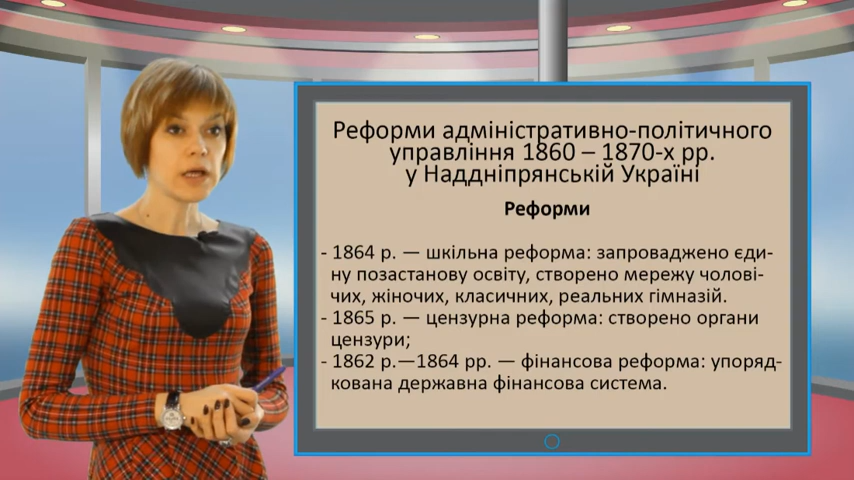 Реформи адміністративно-політичного
управління 1860 – 1870-х рр.
у Наддніпрянській Україні
Реформи
- 1864 р. — шкільна реформа: запроваджено єди-
ну позастанову освіту, створено мережу чолові-
чих, жіночих, класичних, реальних гімназій.
- 1865 р. — цензурна реформа: створено органи
цензури;
- 1862 р.—1864 рр. — фінансова реформа: упоряд-
кована державна фінансова система.